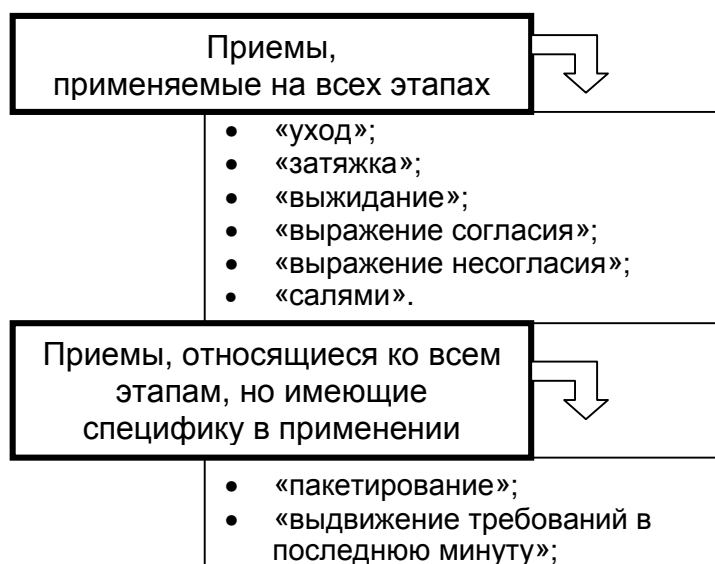 Приемы,
применяемые на всех этапах
• «уход»;
• «затяжка»;
• «выжидание»;
• «выражение согласия»;
• «выражение несогласия»;
• «салями».
Приемы, относящиеся ко всем
этапам, но имеющие
специфику в применении
• «пакетирование»;
• «выдвижение требований в
последнюю минуту»;